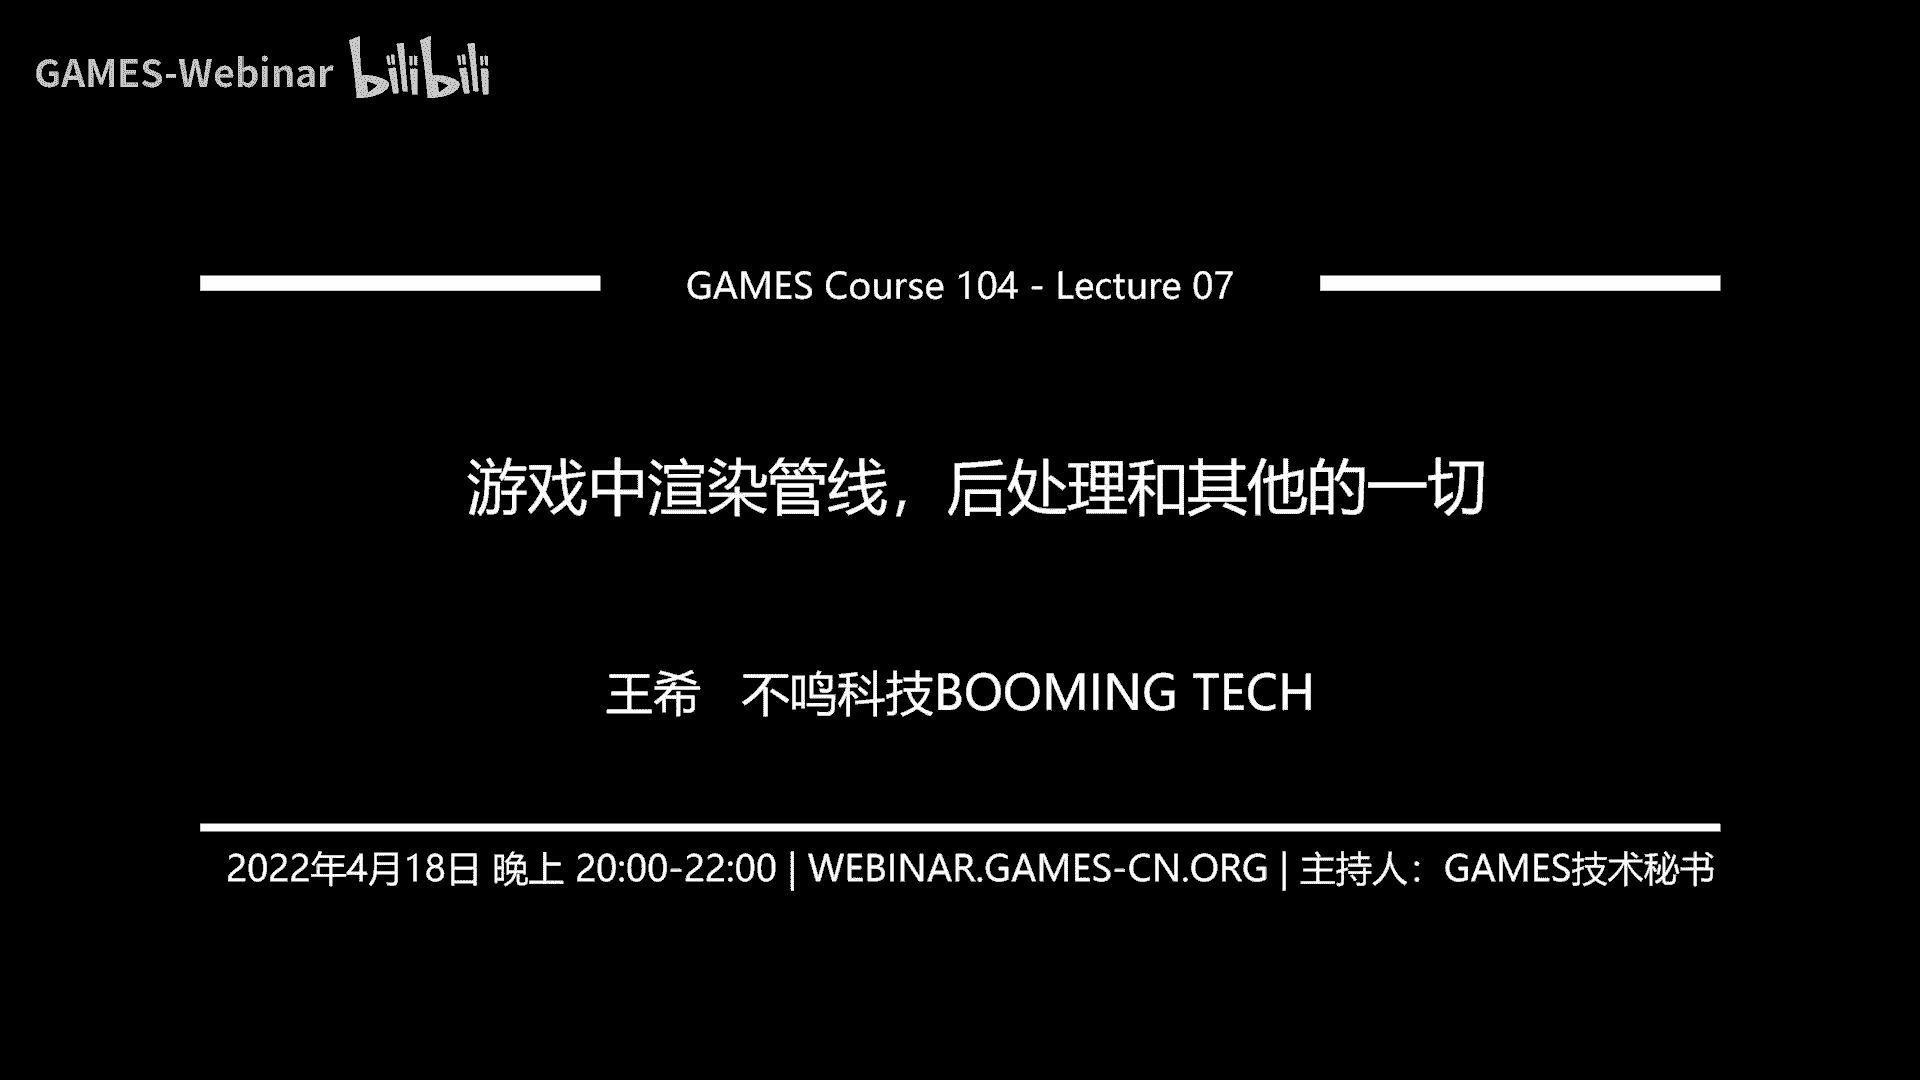 GAMES-Webinar bilibili
GAMES Course 104 - Lecture 07
游戏中渲染管线，后处理和其他的一切
王希 不鸣科技BOOMING TECH
2022年4月18日 晚上 20:00-22:00 | WEBINAR.GAMES-CN.ORG | 主持人：GAMES技术秘书